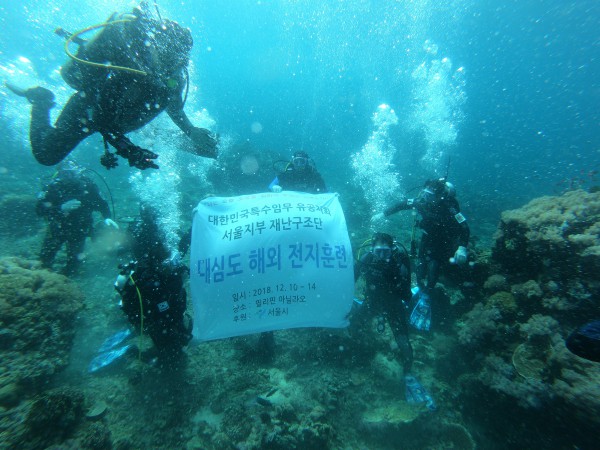 대한민국특수임무 유공자회
서울지부 재난구조단
대심도 해외 전지훈련
일시 : 2018. 12. 10 ~ 14
장소 : 필리핀 아닐라오
후원 : 서울시